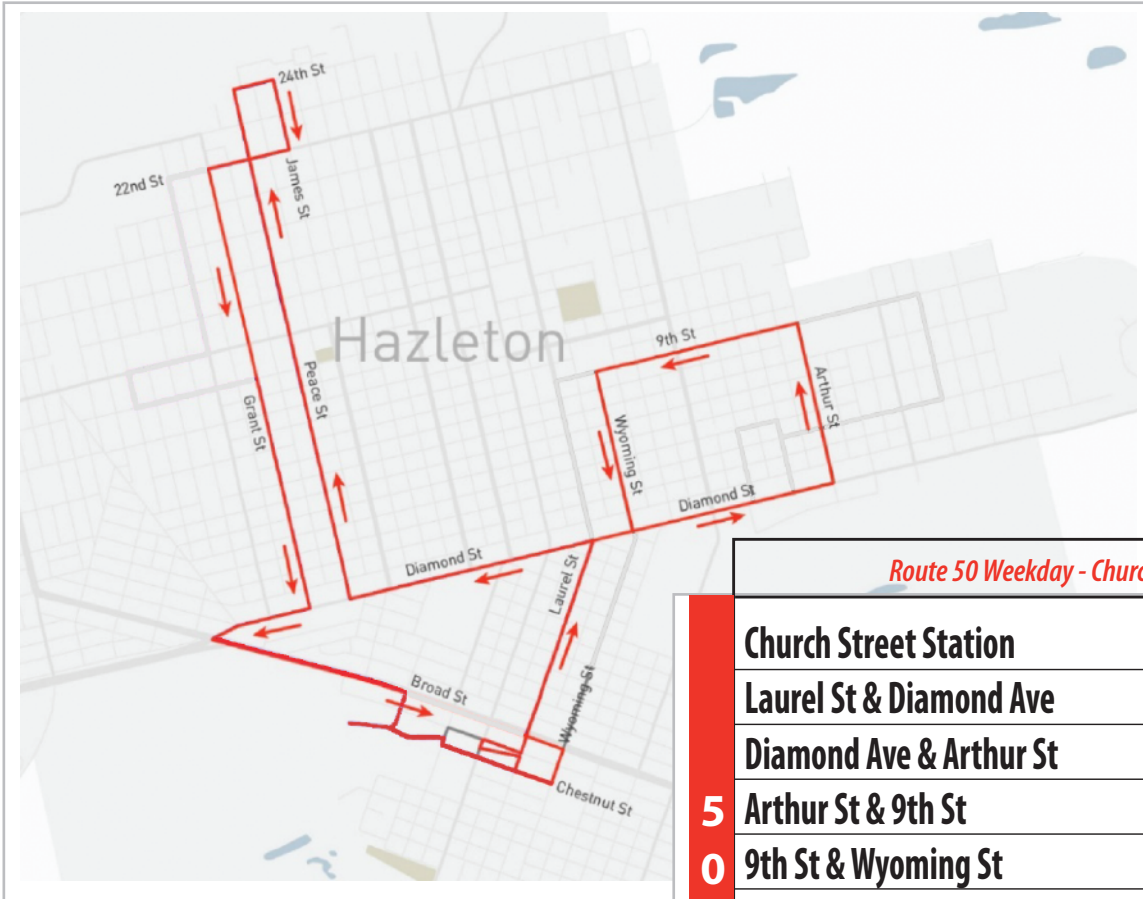 24th St
22nd St
James St
Hazleton
9th St
Peace St
Grant St
Arthur St
Wyoming St
Diamond St
Diamond St
Laurel St
Broad St
Wyoming St
Chestnut St
Route 50 Weekday - Churc
Church Street Station
Laurel St & Diamond Ave
Diamond Ave & Arthur St
5 Arthur St & 9th St
0 9th St & Wyoming St